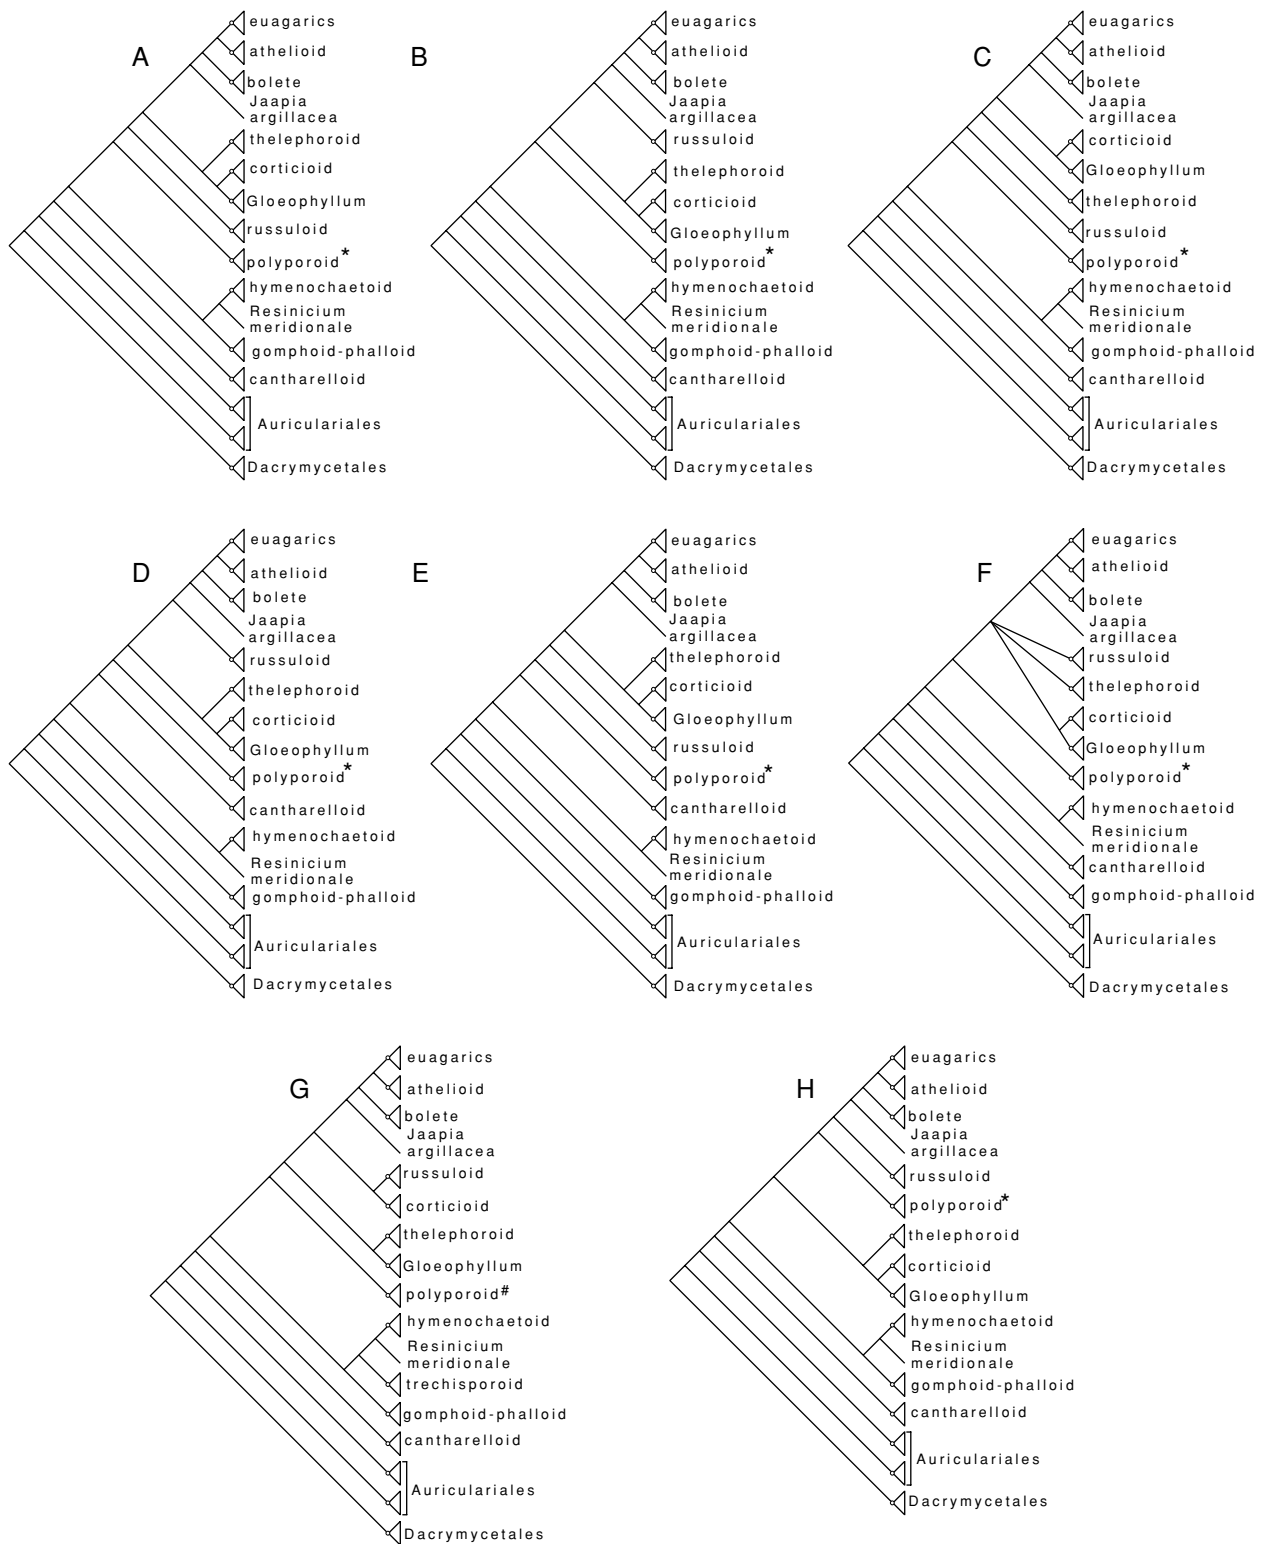 A
euagarics
athelioid
bolete
Jaapia
argillacea
thelephoroid
corticioid
Gloeophyllum
russuloid
polyporoid*
hymenochaetoid
Resinicium
meridionale
gomphoid-phalloid
cantharelloid
Auriculariales
Dacrymycetales
B
euagarics
athelioid
bolete
Jaapia
argillacea
russuloid
thelephoroid
corticioid
Gloeophyllum
polyporoid*
hymenochaetoid
Resinicium
meridionale
gomphoid-phalloid
cantharelloid
Auriculariales
Dacrymycetales
C
euagarics
athelioid
bolete
Jaapia
argillacea
corticioid
Gloeophyllum
thelephoroid
russuloid
polyporoid*
hymenochaetoid
Resinicium
meridionale
gomphoid-phalloid
cantharelloid
Auriculariales
Dacrymycetales
D
euagarics
athelioid
bolete
Jaapia
argillacea
russuloid
thelephoroid
corticioid
Gloeophyllum
polyporoid*
cantharelloid
hymenochaetoid
Resinicium
meridionale
gomphoid-phalloid
Auriculariales
Dacrymycetales
E
euagarics
athelioid
bolete
Jaapia
argillacea
thelephoroid
corticioid
Gloeophyllum
russuloid
polyporoid*
cantharelloid
hymenochaetoid
Resinicium
meridionale
gomphoid-phalloid
Auriculariales
Dacrymycetales
F
euagarics
athelioid
bolete
Jaapia
argillacea
russuloid
thelephoroid
corticioid
Gloeophyllum
polyporoid*
hymenochaetoid
Resinicium
meridionale
cantharelloid
gomphoid-phalloid
Auriculariales
Dacrymycetales
G
euagarics
athelioid
bolete
Jaapia
argillacea
russuloid
corticioid
thelephoroid
Gloeophyllum
polyporoid#
hymenochaetoid
Resinicium
meridionale
trechisporoid
gomphoid-phalloid
cantharelloid
Auriculariales
Dacrymycetales
H
euagarics
athelioid
bolete
Jaapia
argillacea
russuloid
polyporoid*
thelephoroid
corticioid
Gloeophyllum
hymenochaetoid
Resinicium
meridionale
gomphoid-phalloid
cantharelloid
Auriculariales
Dacrymycetales